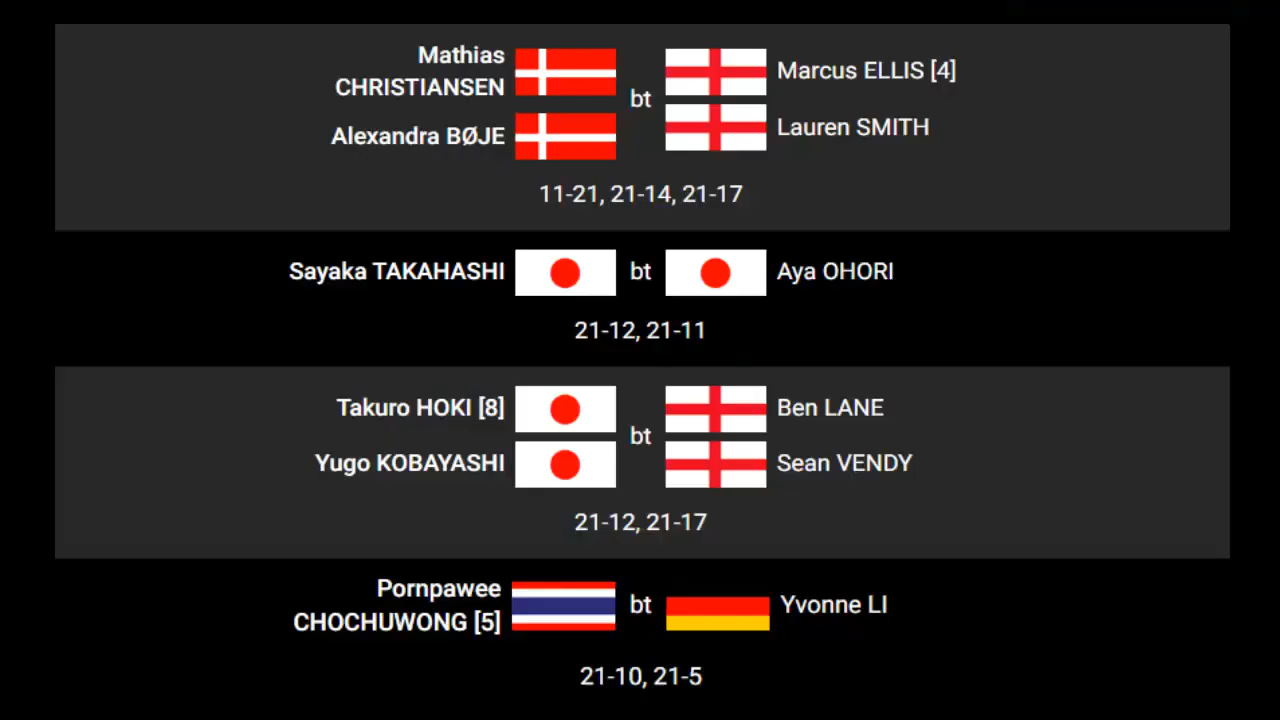 Mathias
CHRISTIANSEN
Alexandra BØJE
bt
Marcus ELLIS [4]
Lauren SMITH
11-21, 21-14, 21-17
Sayaka TAKAHASHI
bt
Aya OHORI
21-12, 21-11
Takuro HOKI [8]
Yugo KOBAYASHI
bt
Ben LANE
Sean VENDY
21-12, 21-17
Pornpawee
CHOCHUWONG [5]
bt
Yvonne LI
21-10, 21-5